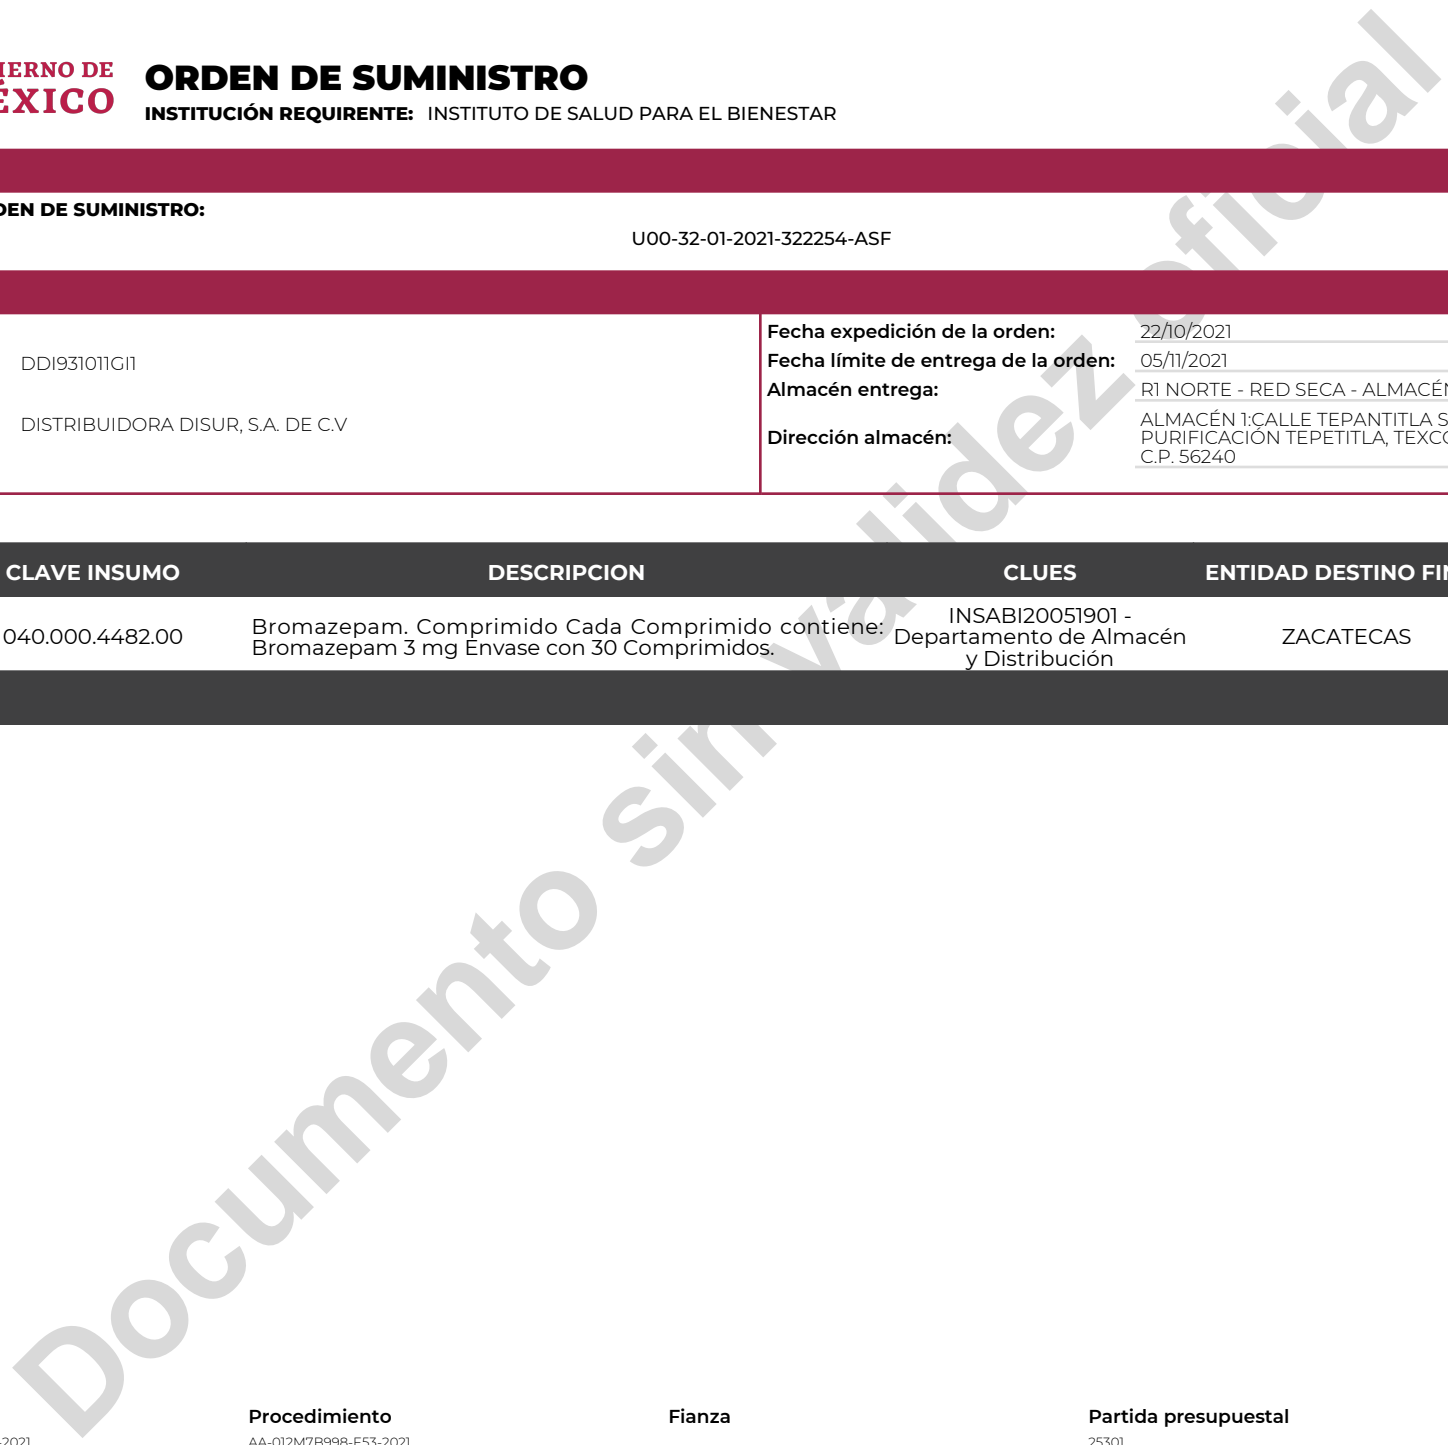 IERNO DE
ÉXICO
ORDEN DE SUMINISTRO
INSTITUCIÓN REQUIRENTE: INSTITUTO DE SALUD PARA EL BIENESTAR
DEN DE SUMINISTRO:
U00-32-01-2021-322254-ASF
DDI931011GI1
DISTRIBUIDORA DISUR, S.A. DE C.V
Fecha expedición de la orden: 22/10/2021
Fecha límite de entrega de la orden: 05/11/2021
Almacén entrega: R1 NORTE - RED SECA - ALMACÉN
Dirección almacén: ALMACÉN 1:CALLE TEPANTITLA S
PURIFICACIÓN TEPETITLA, TEXCO
C.P. 56240
CLAVE INSUMO DESCRIPCION CLUES ENTIDAD DESTINO FIN
040.000.4482.00
Bromazepam. Comprimido Cada Comprimido contiene:
Bromazepam 3 mg Envase con 30 Comprimidos.
INSABI20051901 -
Departamento de Almacén
y Distribución
ZACATECAS
Documento sin validez oficial
Procedimiento Fianza Partida presupuestal
-2021 AA-012M7B998-E53-2021 25301